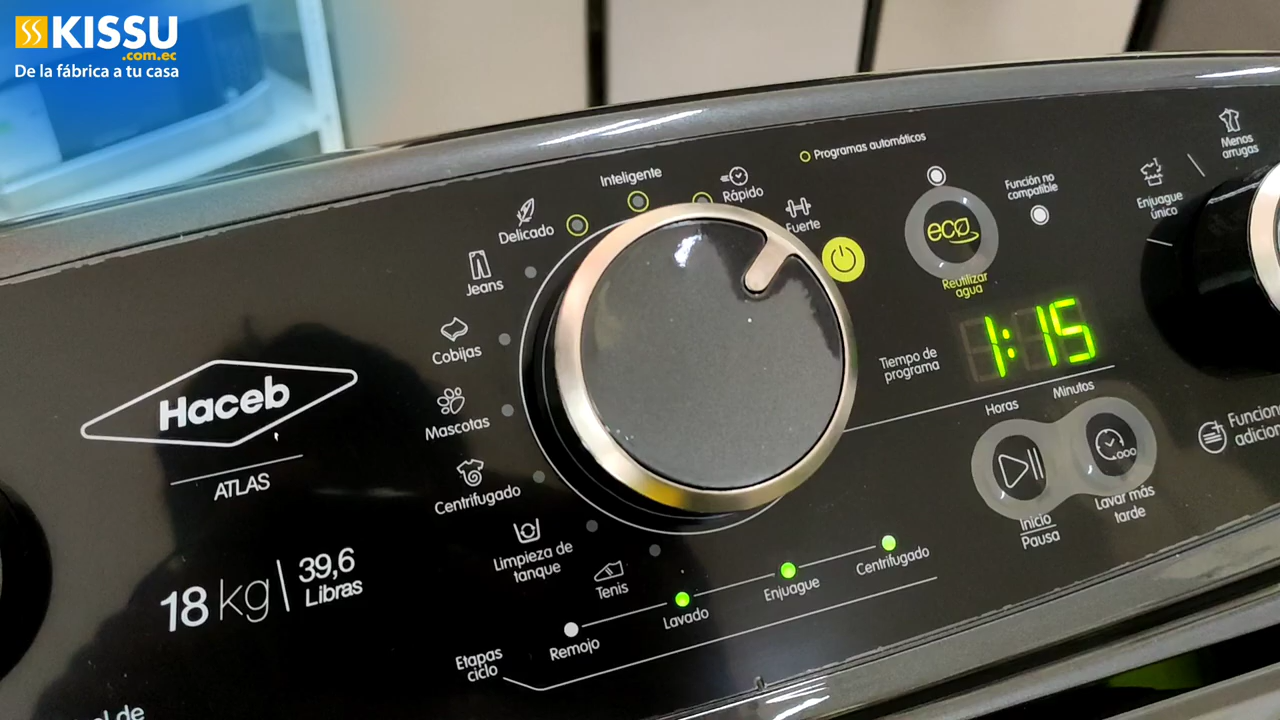 KISSU
.com.ec
De la fábrica a tu casa
Programas automáticos
Inteligente
Rápido
Delicado
Fuerte
Jeans
Cobijas
Mascotas
Centrifugado
Limpieza de
tanque
Tenis
Haceb
ATLAS
18 kg
39,6
Libras
Etapas
ciclo
Remojo
Lavado
Enjuague
Centrifugado
eco
Reutilizar
agua
Función no
compatible
Tiempo de
programa
1:15
Horas
Minutos
Inicio
Pausa
Lavar más
tarde
Enjuague
único
Menos
arrugas